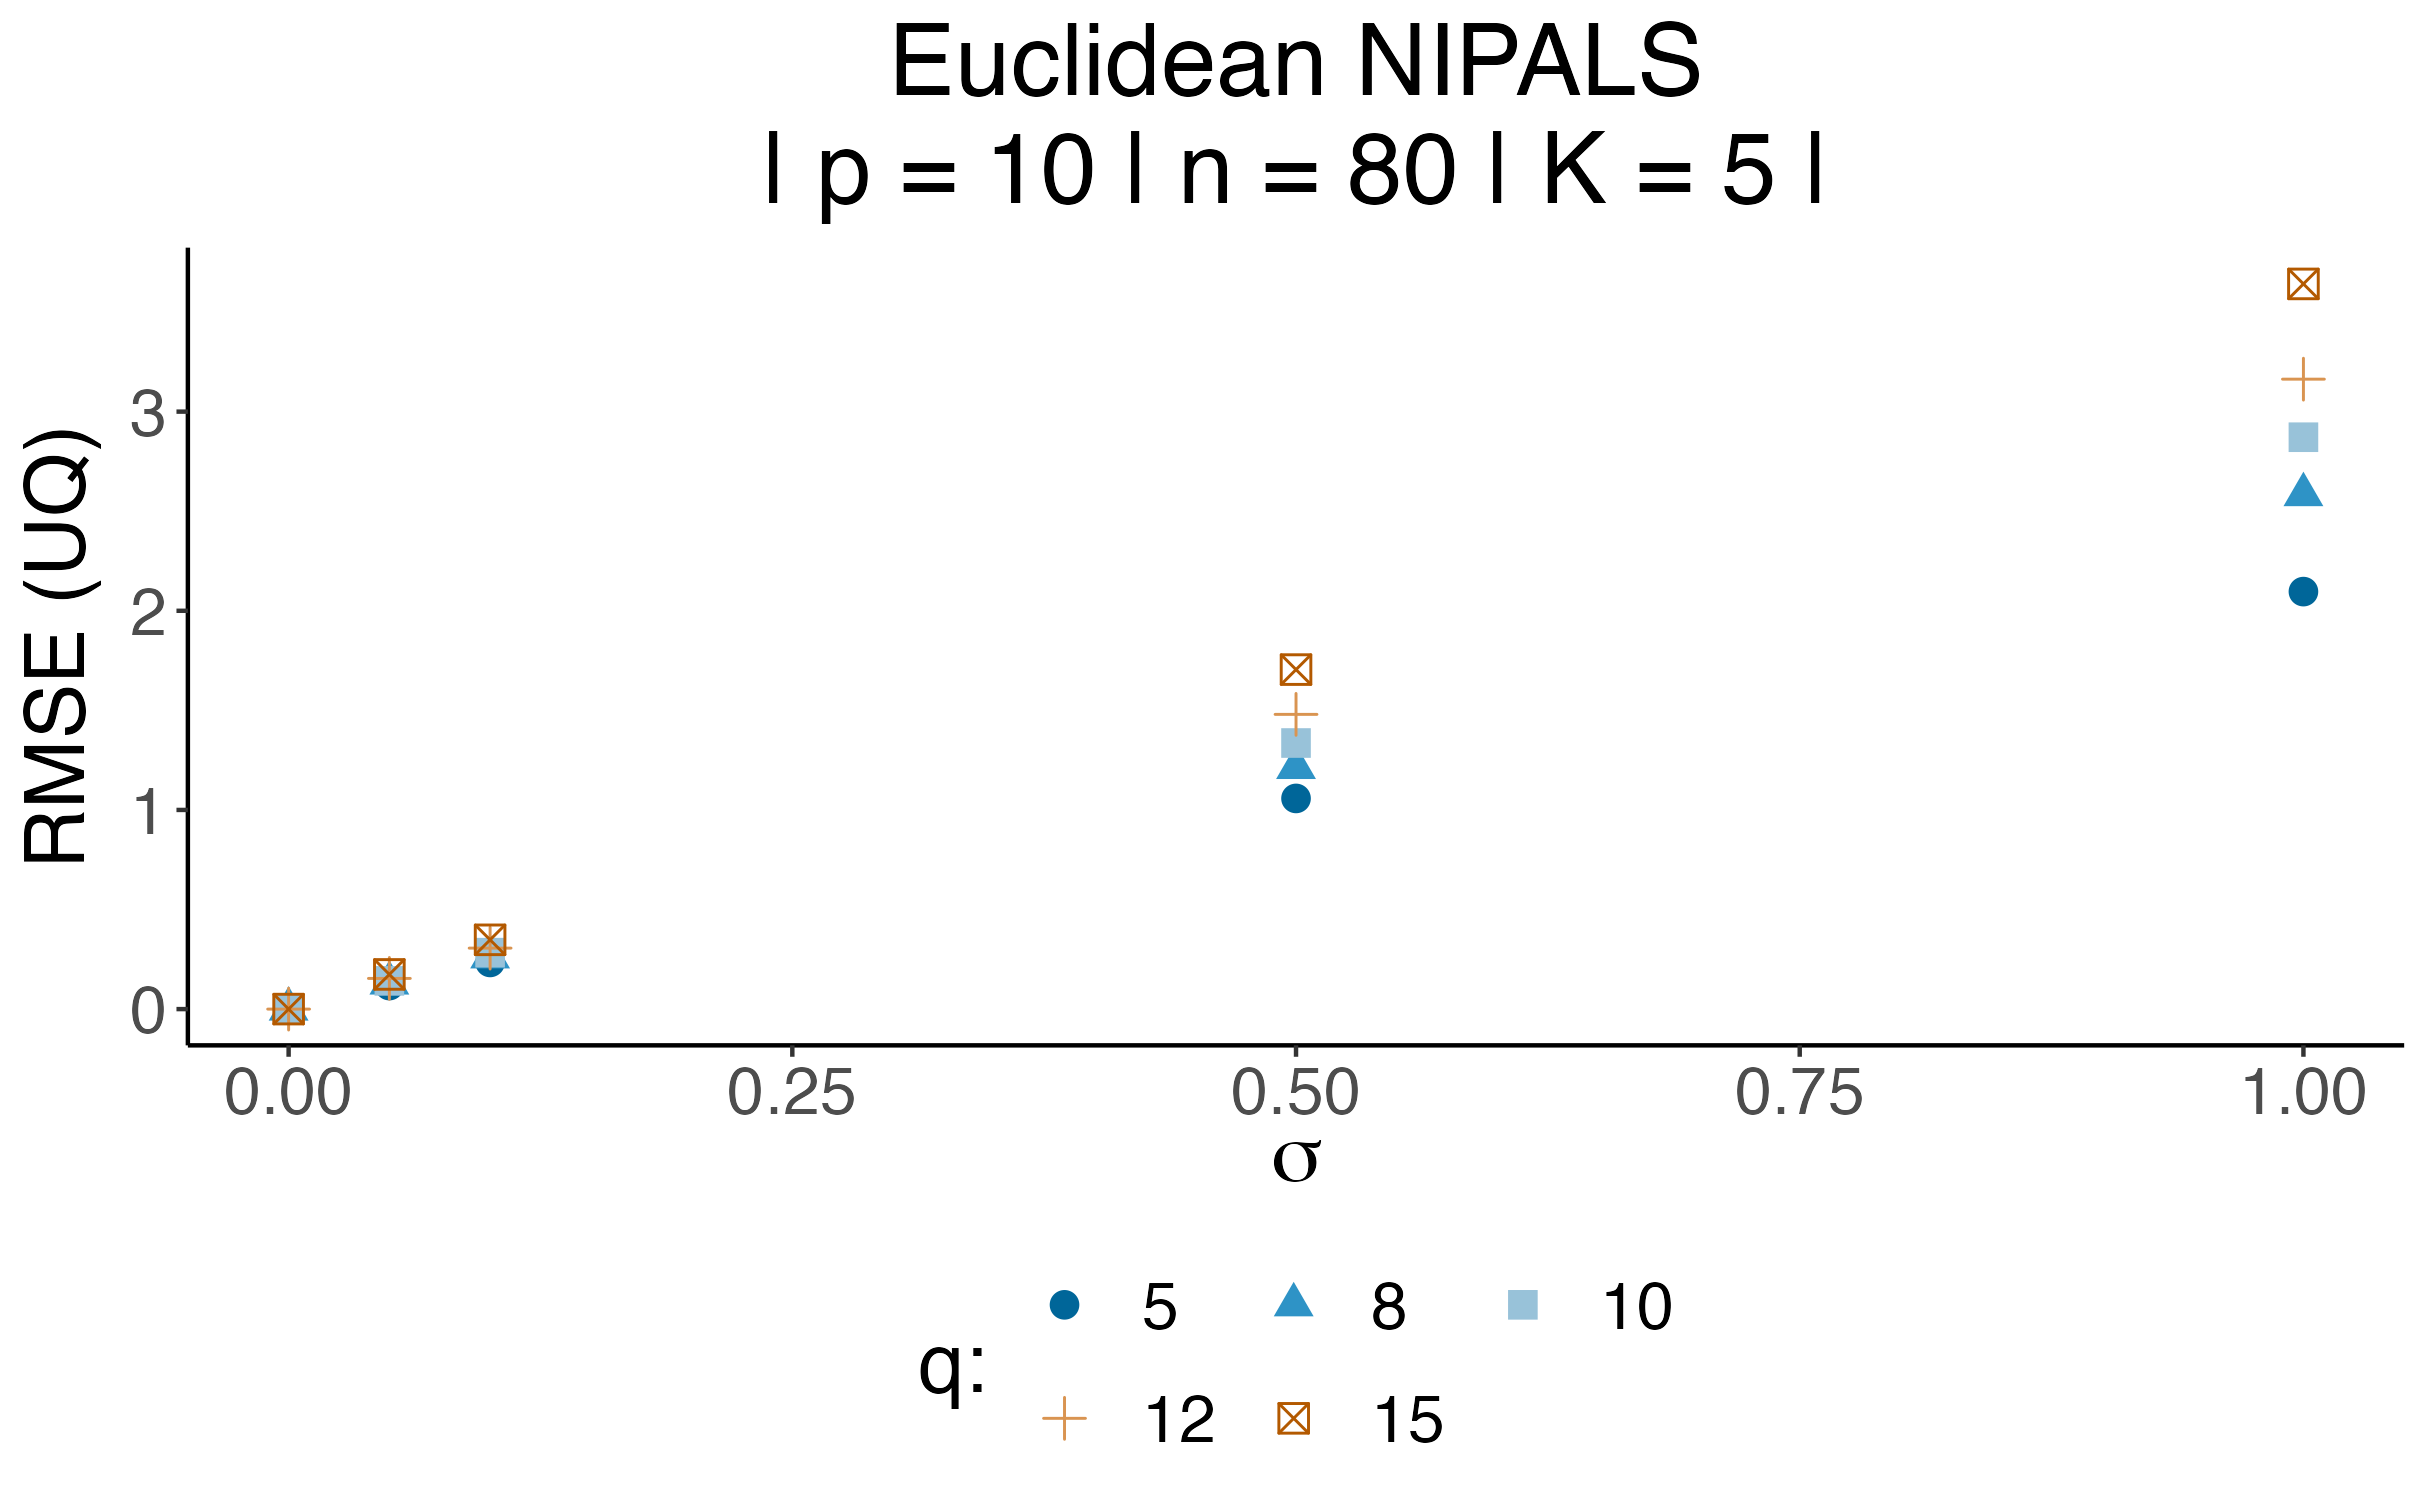 Euclidean NIPALS
| p = 10 | n = 80 | K = 5 |
RMSE (UQ)
3
2
1
0
0.00 0.25 0.50 0.75 1.00
σ
q:
5 8 10
12 15